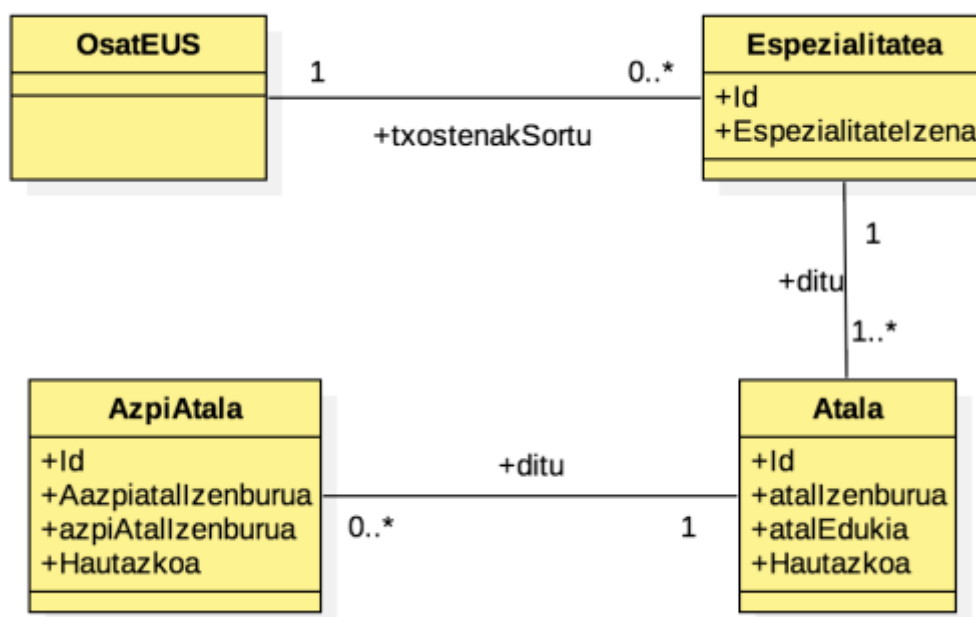 OsatEUS
Espezialitatea
1
0..*
+Id
+EspezialitateIzena
+txostenakSortu
1
+ditu
1..*
AzpiAtala
Atala
+Id
+AazpiatalIzenburua
+azpiAtalIzenburua
+Hautazkoa
+ditu
0..*
1
+Id
+atalIzenburua
+atalEdukia
+Hautazkoa